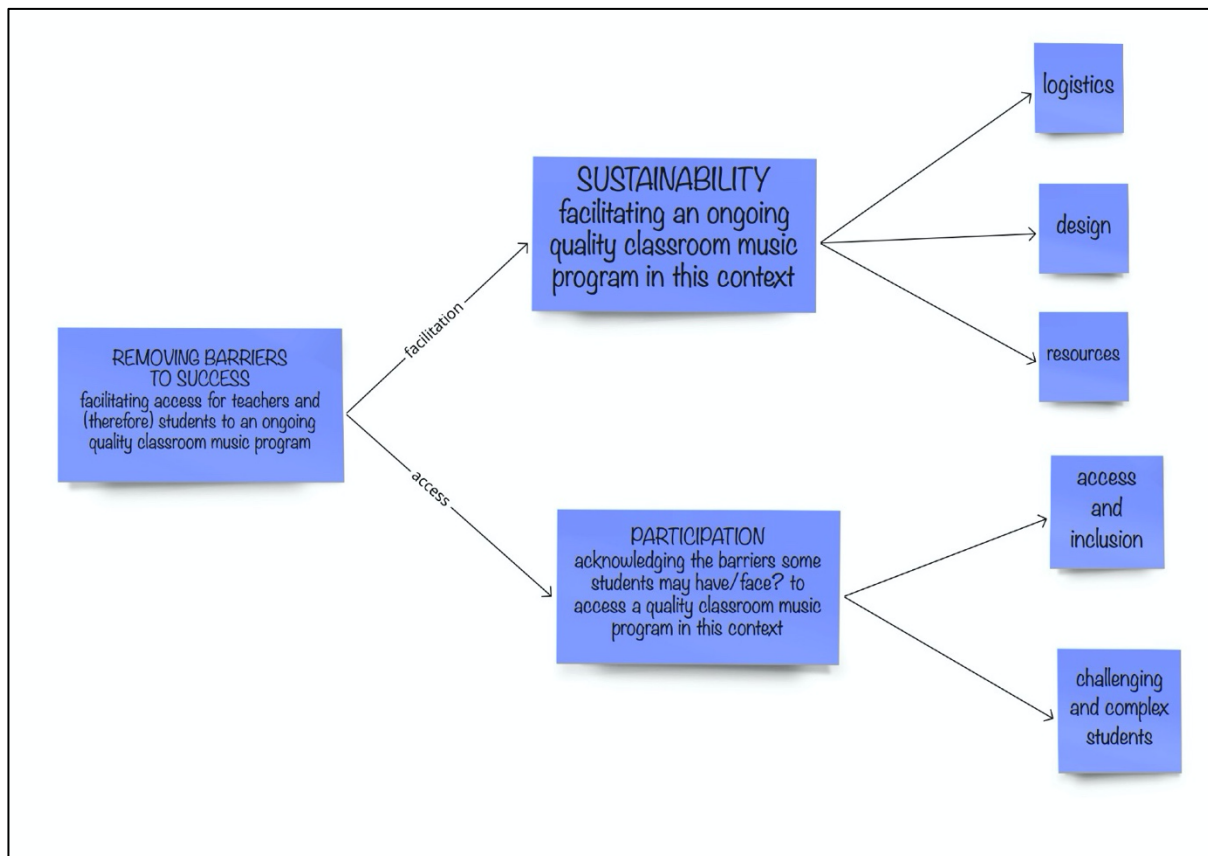 REMOVING BARRIERS
TO SUCCESS
facilitating access for teachers and
(therefore) students to an ongoing
quality classroom music program
facilitation
access
SUSTAINABILITY
facilitating an ongoing
quality classroom music
program in this context
PARTICIPATION
acknowledging the barriers some
students may have/face? to
access a quality classroom music
program in this context
logistics
design
resources
access
and
inclusion
challenging
and complex
students